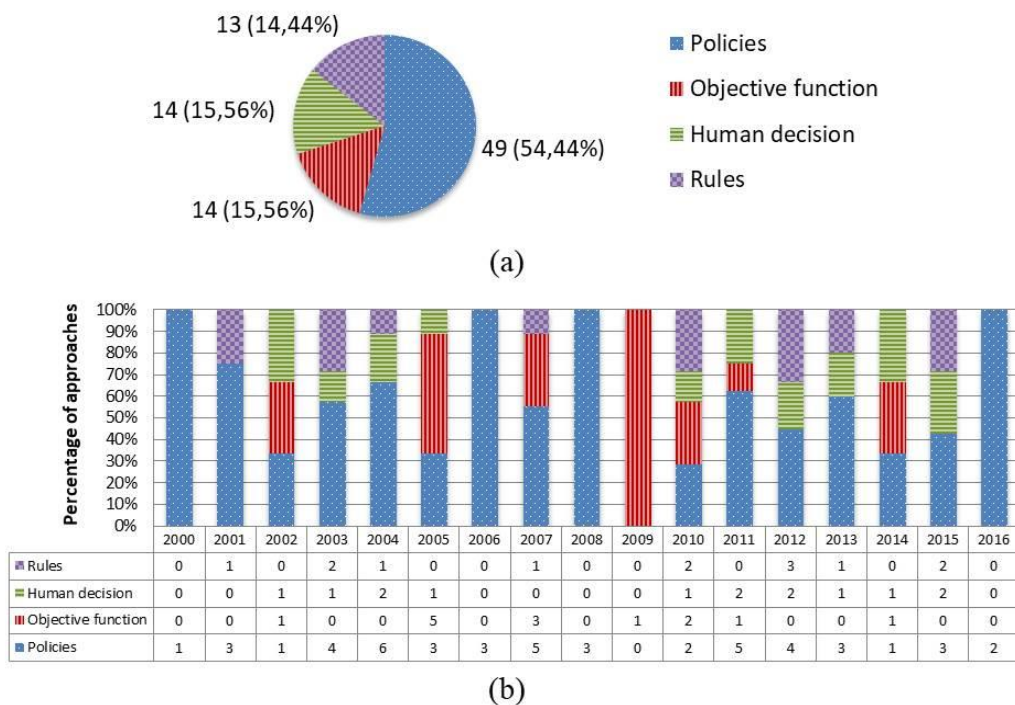 13 (14,44%)
14 (15,56%)
14 (15,56%)
49 (54,44%)
Policies
Objective function
Human decision
Rules
(a)
Percentage of approaches
100%
90%
80%
70%
60%
50%
40%
30%
20%
10%
0%
2000 2001 2002 2003 2004 2005 2006 2007 2008 2009 2010 2011 2012 2013 2014 2015 2016
Rules 0 1 0 2 1 0 0 1 0 0 2 0 3 1 0 2 0
Human decision 0 0 1 1 2 1 0 0 0 0 1 2 2 1 1 2 0
Objective function 0 0 1 0 0 5 0 3 0 1 2 1 0 0 1 0 0
Policies 1 3 1 4 6 3 3 5 3 0 2 5 4 3 1 3 2
(b)